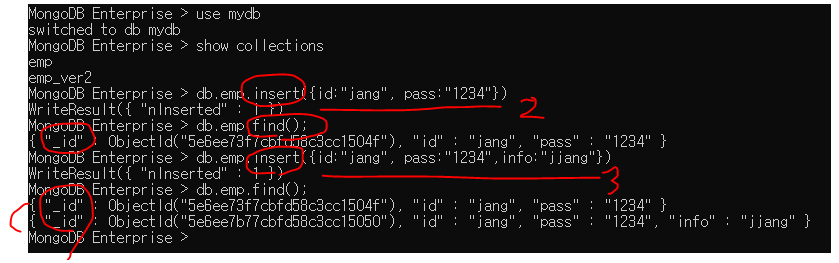 MongoDB Enterprise > use mydb
switched to db mydb
MongoDB Enterprise > show collections
emp
emp_ver2
MongoDB Enterprise > db.emp.insert({id:"jang", pass:"1234"})
WriteResult({ "nInserted" : 1 })
2
MongoDB Enterprise > db.emp.find();
{ "_id" : ObjectId("5e6ee73f7cbfd58c3cc1504f"), "id" : "jang", "pass" : "1234" }
MongoDB Enterprise > db.emp.insert({id:"jang", pass:"1234",info:"jjang"})
WriteResult({ "nInserted" : 1 })
3
MongoDB Enterprise > db.emp.find();
{ "_id" : ObjectId("5e6ee73f7cbfd58c3cc1504f"), "id" : "jang", "pass" : "1234" }
{ "_id" : ObjectId("5e6ee7b77cbfd58c3cc15050"), "id" : "jang", "pass" : "1234", "info" : "jjang" }
MongoDB Enterprise >